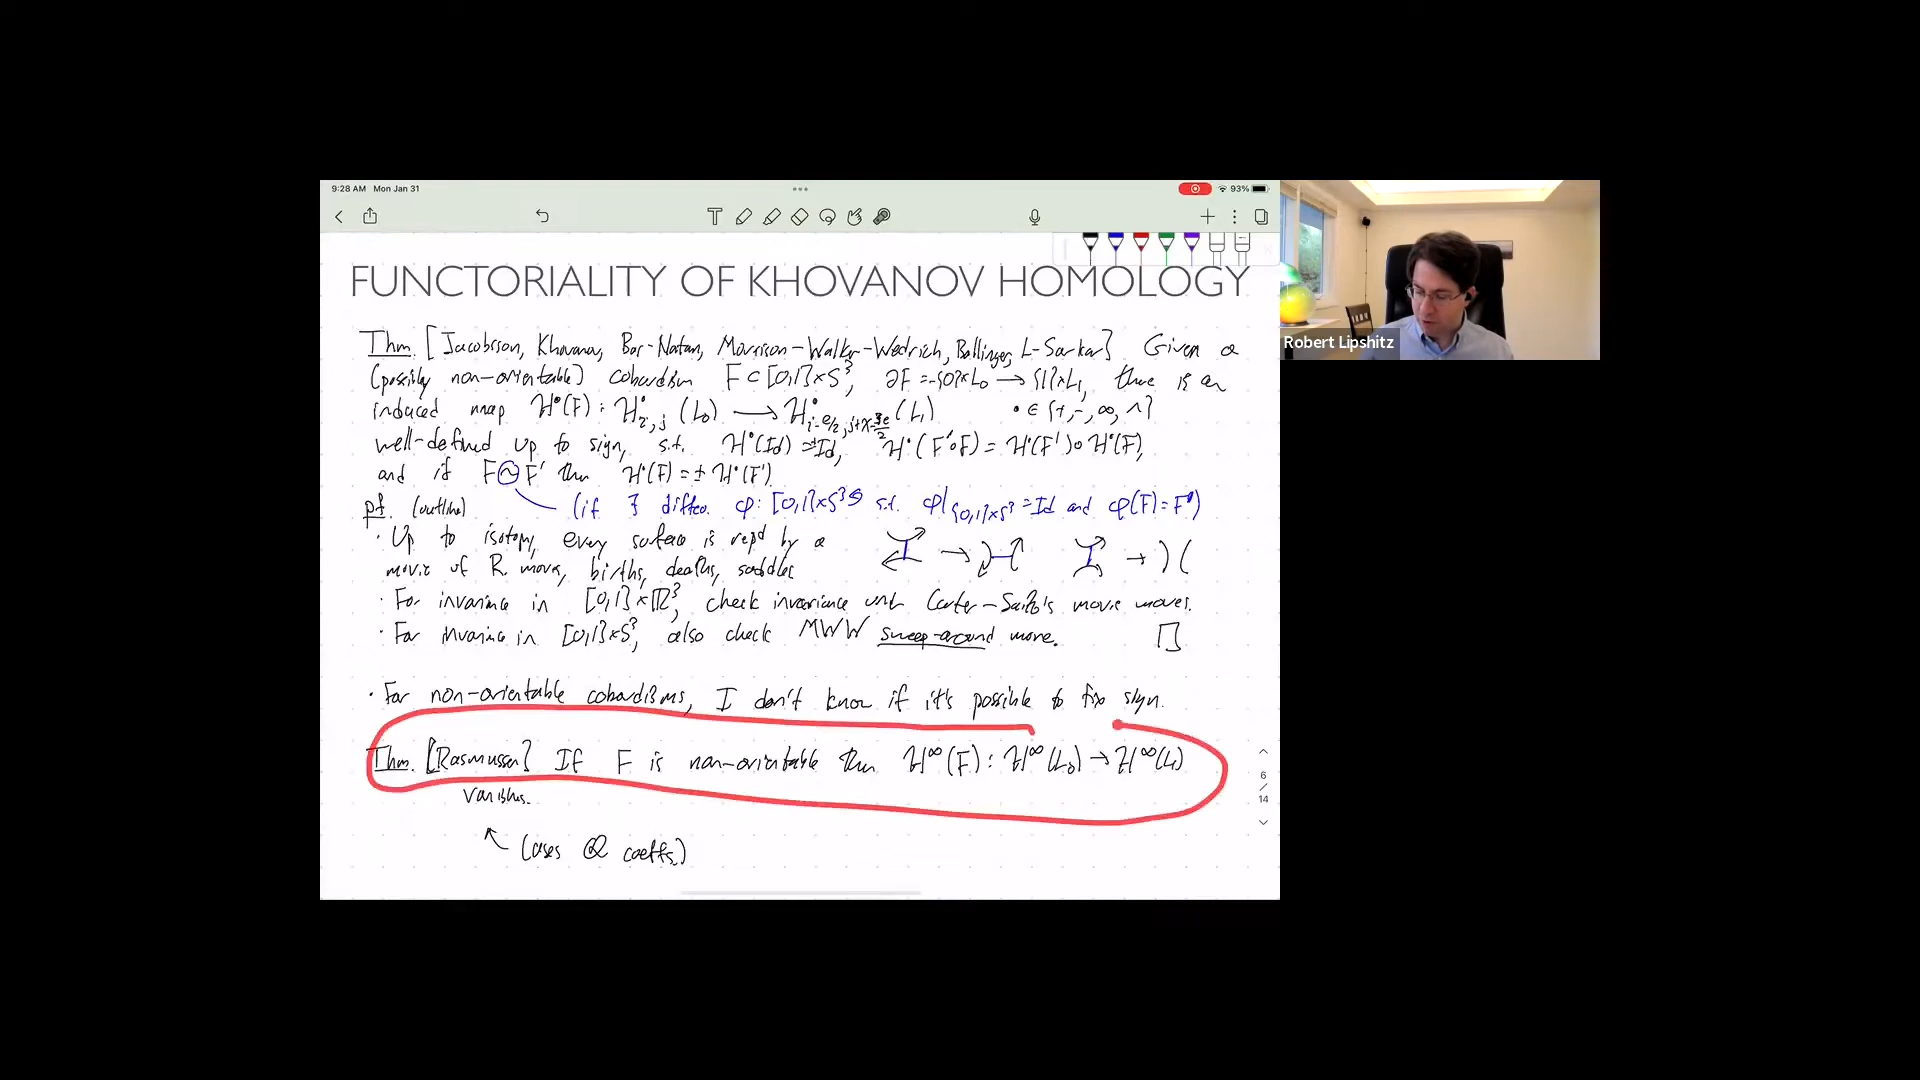 9:28 AM Mon Jan 31
93%
FUNCTORIALITY OF KHOVANOV HOMOLOGY
Thm. [Jacobsson, Khovanov, Bar-Natan, Morrison-Walker-Wedrich, Ballinger, L-Sarkar] Given a
(possibly non-orientable) cobordism F ⊂ [0,1]×S³, ∂F = -{0}×L₀ → {1}×L₁, there is an
induced map H•(F) : H•_{i,j} (L₀) → H•_{i-e/2, j+χ-3e/2} (L₁) • ∈ {+,-,∞,^}
well-defined up to sign, s.t. H•(Id) = ±Id, H•(F'∘F) = H•(F')∘H•(F),
and if F ~ F' then H•(F) = ± H•(F').
pf. (outline) (if ∃ diffeo. φ: [0,1]×S³↺ s.t. φ|_{{0,1}×S³} = Id and φ(F) = F')
· Up to isotopy, every surface is rep'd by a
movie of R. moves, births, deaths, saddles
· For invariance in [0,1]×ℝ³, check invariance under Carter-Saito's movie moves.
· For invariance in [0,1]×S³, also check MWW sweep-around move. □
· For non-orientable cobordisms, I don't know if it's possible to fix sign.
Thm. [Rasmussen] If F is non-orientable then H^∞(F) : H^∞(L₀) → H^∞(L₁)
vanishes.
(uses ℚ coeffs.)
6
/
14
Robert Lipshitz